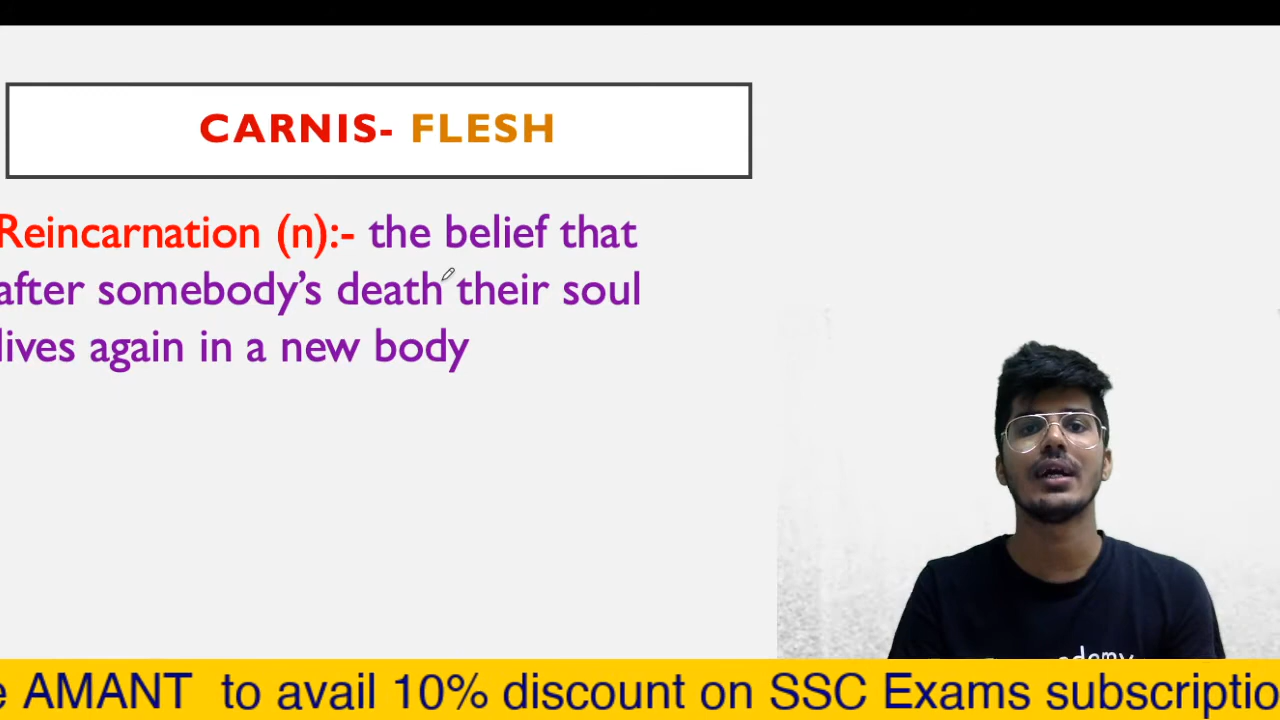 CARNIS- FLESH
Reincarnation (n):- the belief that
after somebody's death their soul
lives again in a new body
e AMANT to avail 10% discount on SSC Exams subscriptio